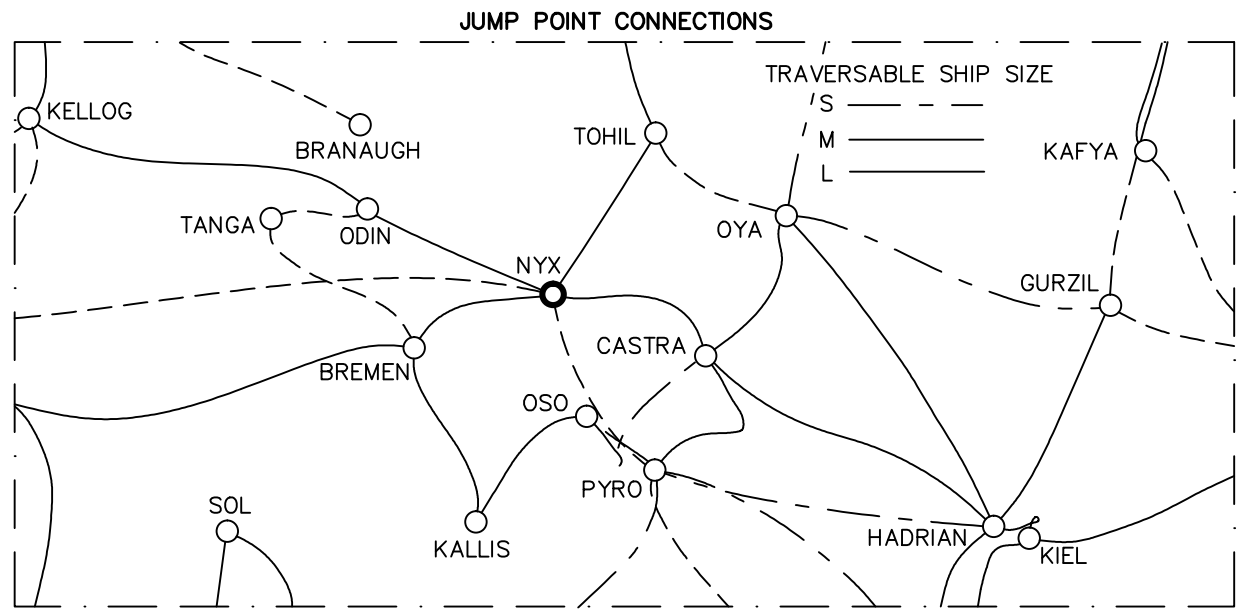 JUMP POINT CONNECTIONS
TRAVERSABLE SHIP SIZE
S
M
L
KELLOG
BRANAUGH
TOHIL
KAFYA
TANGA
ODIN
OYA
NYX
GURZIL
CASTRA
BREMEN
OSO
PYRO
SOL
KALLIS
HADRIAN
KIEL